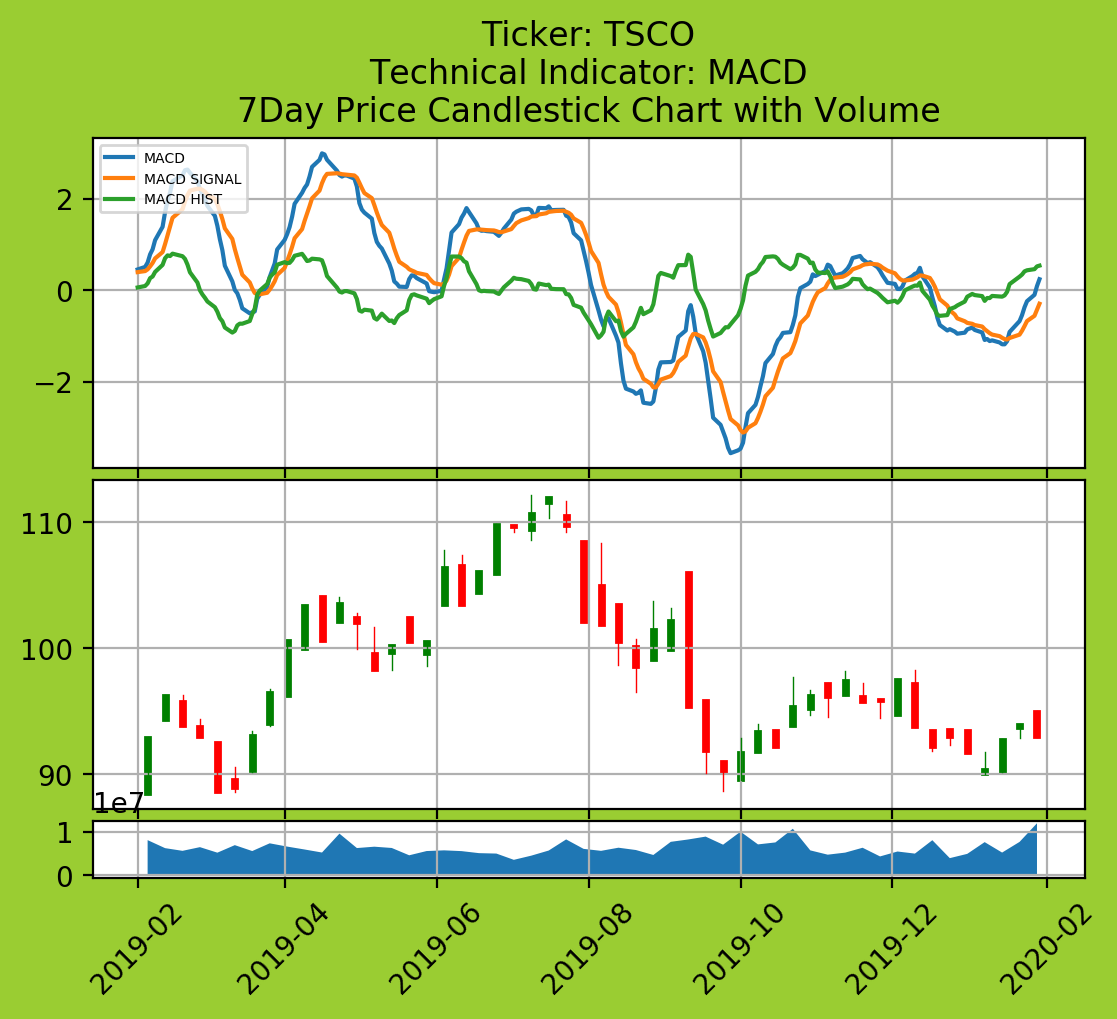 Ticker: TSCO
Technical Indicator: MACD
7Day Price Candlestick Chart with Volume
MACD
MACD SIGNAL
MACD HIST
2
0
−2
110
100
90
1e7
1
0
2019-02
2019-04
2019-06
2019-08
2019-10
2019-12
2020-02